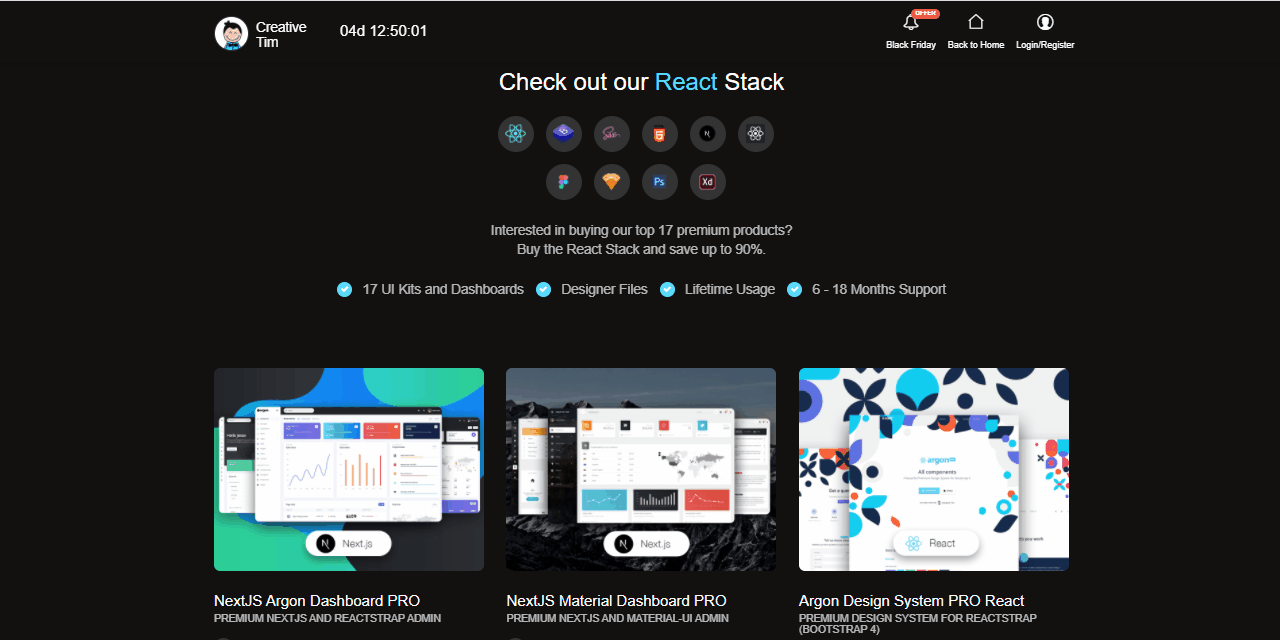 Creative
Tim
04d 12:50:01
OFFER
Black Friday
Back to Home
Login/Register
Check out our React Stack
N
Ps
Xd
Interested in buying our top 17 premium products?
Buy the React Stack and save up to 90%.
17 UI Kits and Dashboards
Designer Files
Lifetime Usage
6 - 18 Months Support
N Next.js
N Next.js
argon
All components
React
NextJS Argon Dashboard PRO
PREMIUM NEXTJS AND REACTSTRAP ADMIN
NextJS Material Dashboard PRO
PREMIUM NEXTJS AND MATERIAL-UI ADMIN
Argon Design System PRO React
PREMIUM DESIGN SYSTEM FOR REACTSTRAP
(BOOTSTRAP 4)